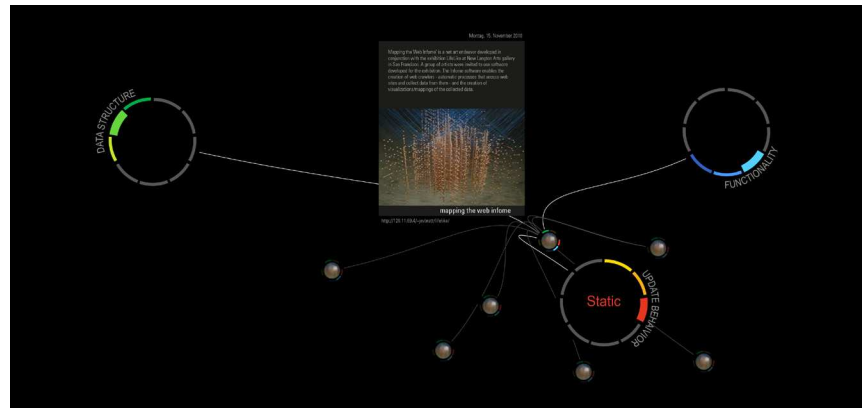 Montag, 15. November 2010
Mapping the Web Infome' is a net art endeavor developed in
conjunction with the exhibition LifeLike at New Langton Arts gallery
in San Francisco. A group of artists were invited to use software
developed for the exhibition. The Infome software enables the
creation of web crawlers - automatic processes that access web
sites and collect data from them - and the creation of
visualizations/mappings of the collected data.
DATA STRUCTURE
FUNCTIONALITY
mapping the web infome
UPDATE BEHAVIOR
Static